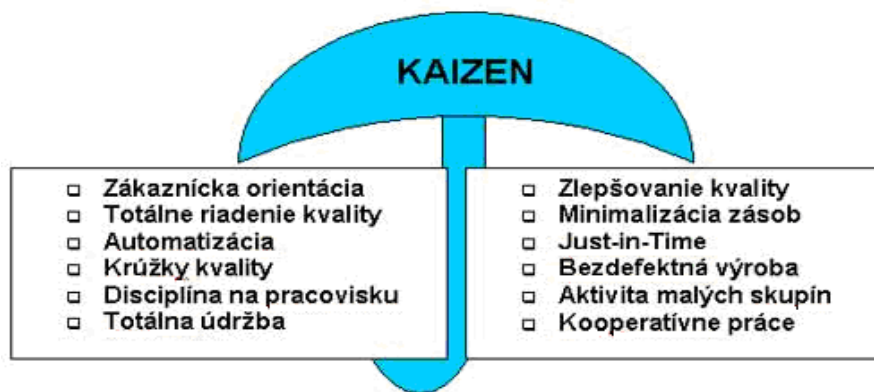 KAIZEN
Zákaznícka orientácia
Totálne riadenie kvality
Automatizácia
Krúžky kvality
Disciplína na pracovisku
Totálna údržba
Zlepšovanie kvality
Minimalizácia zásob
Just-in-Time
Bezdefektná výroba
Aktivita malých skupín
Kooperatívne práce